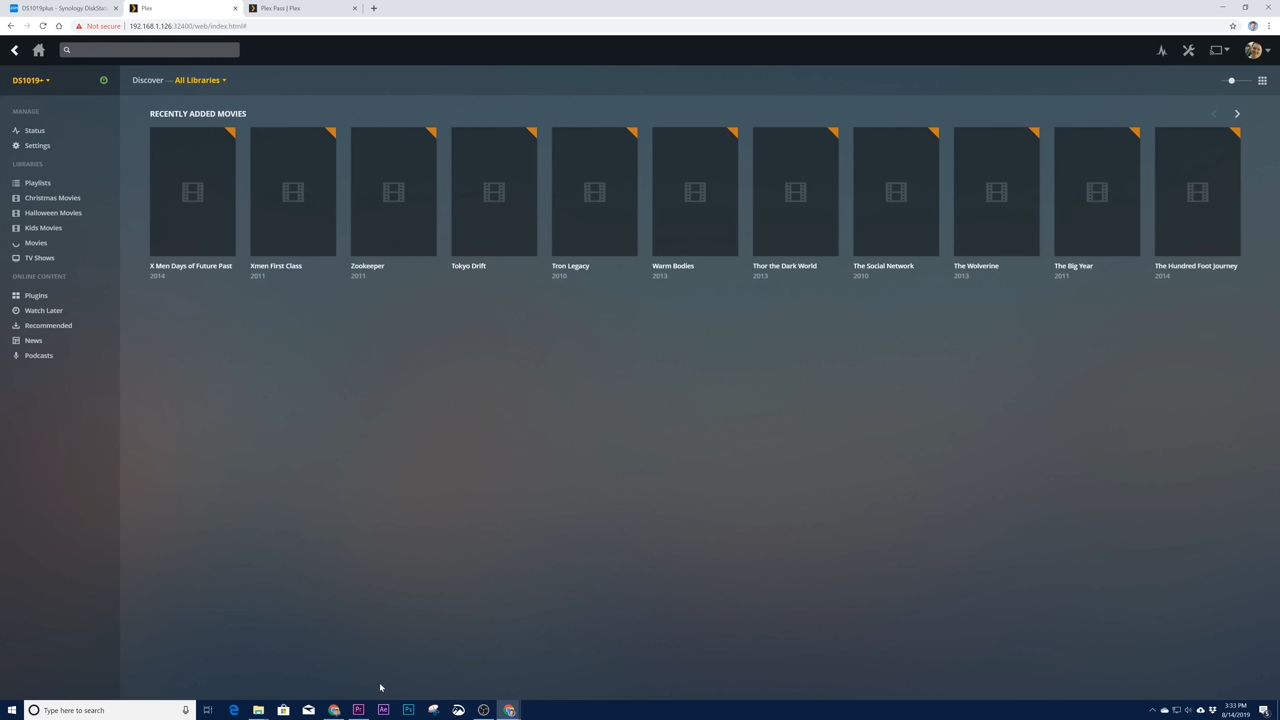 DS1019plus - Synology DiskStati
Plex
Plex Pass | Plex
Not secure
192.168.1.126:32400/web/index.html#
DS1019+
Discover — All Libraries
MANAGE
Status
Settings
LIBRARIES
Playlists
Christmas Movies
Halloween Movies
Kids Movies
Movies
TV Shows
ONLINE CONTENT
Plugins
Watch Later
Recommended
News
Podcasts
RECENTLY ADDED MOVIES
X Men Days of Future Past
2014
Xmen First Class
2011
Zookeeper
2011
Tokyo Drift
Tron Legacy
2010
Warm Bodies
2013
Thor the Dark World
2013
The Social Network
2010
The Wolverine
2013
The Big Year
2011
The Hundred Foot Journey
2014
Type here to search
Pr
Ae
Ps
3:33 PM
8/14/2019